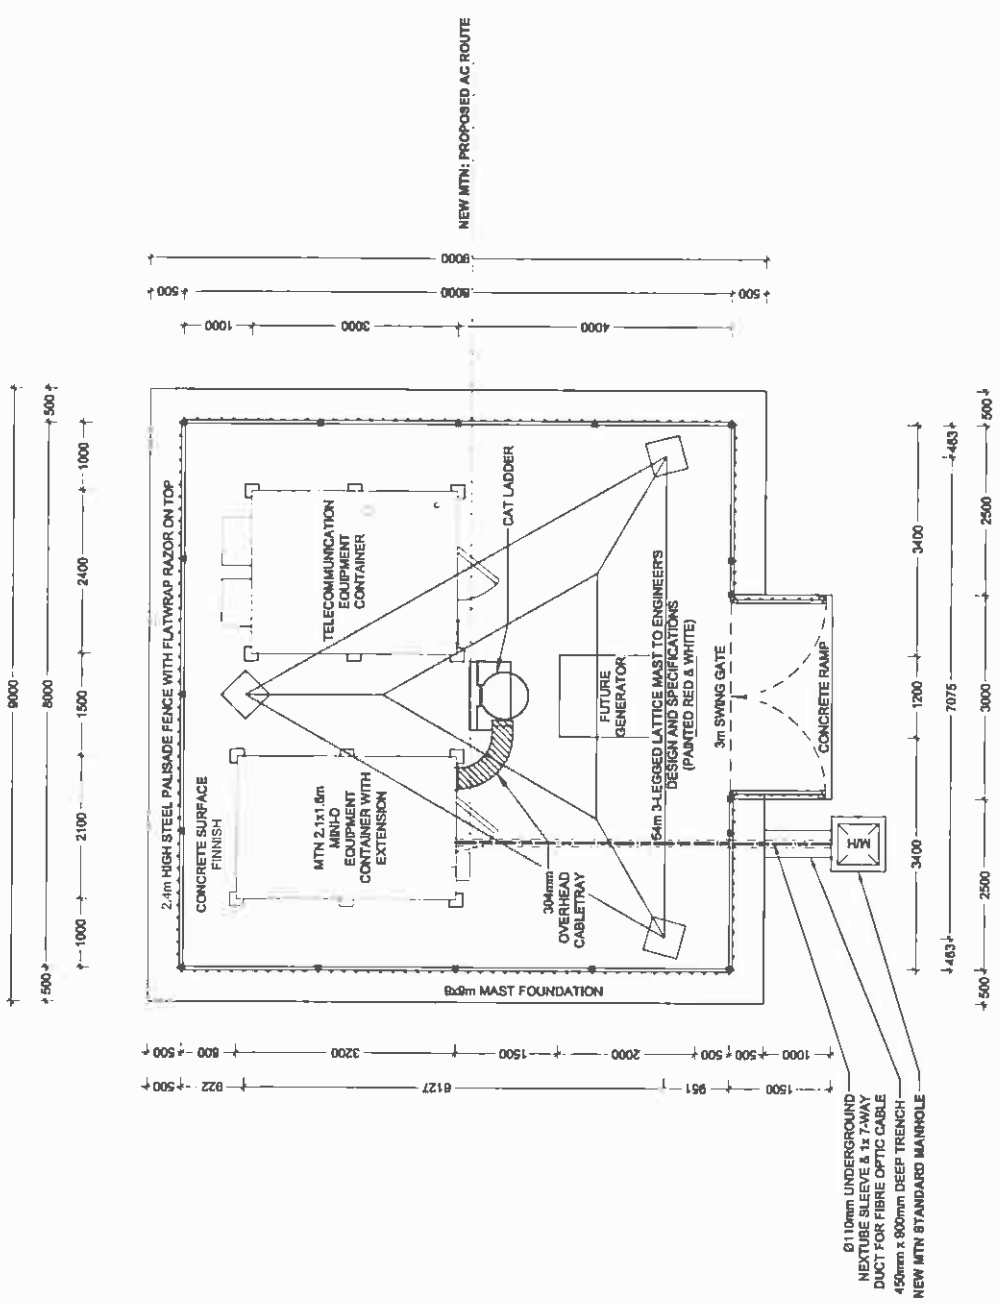 NEW MTN: PROPOSED AC ROUTE
9000
500
8000
500
1000
3000
4000
9000
500
8000
500
1000
2400
1500
2100
1000
2.4m HIGH STEEL PALISADE FENCE WITH FLATWRAP RAZOR ON TOP
CONCRETE SURFACE
FINNISH
TELECOMMUNICATION
EQUIPMENT
CONTAINER
MTN 2.1x1.6m
MINI-D
EQUIPMENT
CONTAINER WITH
EXTENSION
CAT LADDER
304mm
OVERHEAD
CABLETRAY
FUTURE
GENERATOR
54m 3-LEGGED LATTICE MAST TO ENGINEER'S
DESIGN AND SPECIFICATIONS
(PAINTED RED & WHITE)
3m SWING GATE
CONCRETE RAMP
M/H
9x9m MAST FOUNDATION
3400
1200
3400
463
7075
463
500
2500
3000
2500
500
500
800
3200
1500
2000
500
500
1000
500
922
6127
951
1500
Ø110mm UNDERGROUND
NEXTUBE SLEEVE & 1x 7-WAY
DUCT FOR FIBRE OPTIC CABLE
450mm x 900mm DEEP TRENCH
NEW MTN STANDARD MANHOLE